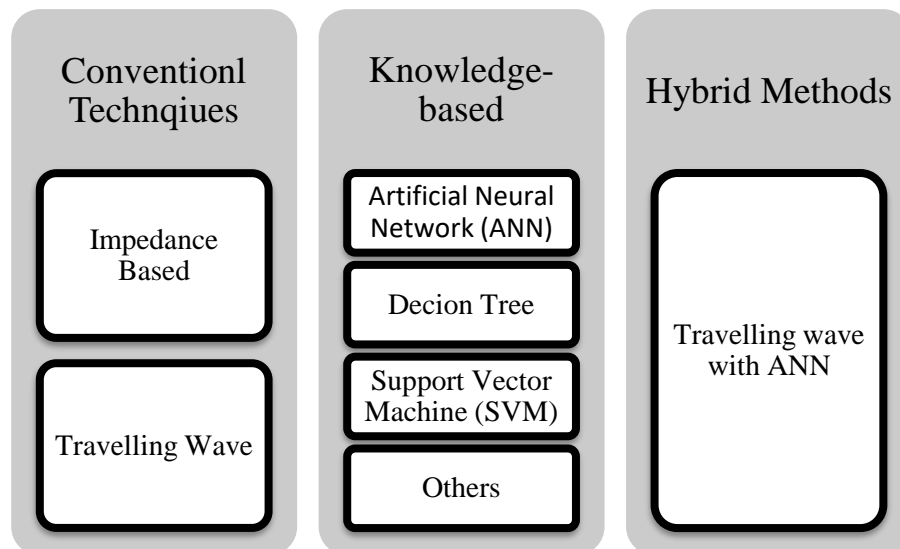 Conventionl
Technqiues
Impedance
Based
Travelling Wave
Knowledge-
based
Artificial Neural
Network (ANN)
Decion Tree
Support Vector
Machine (SVM)
Others
Hybrid Methods
Travelling wave
with ANN